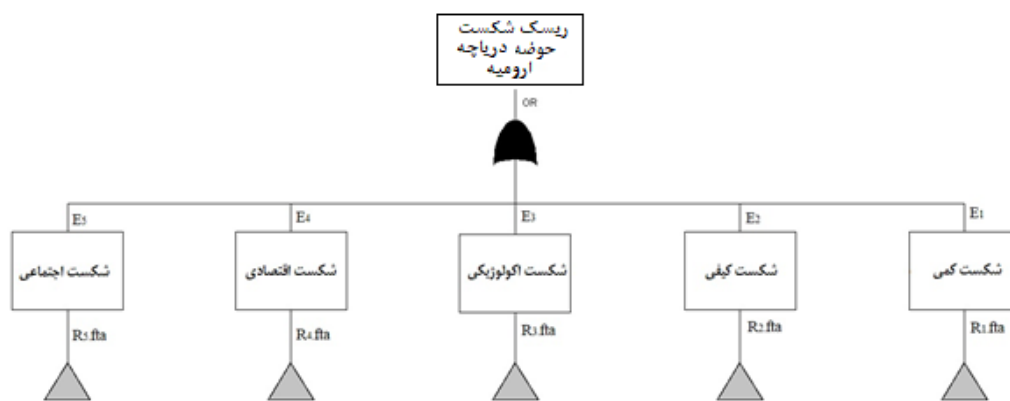 ریسک شکست
حوضه دریاچه
ارومیه
OR
E1
E2
E3
E4
E5
شکست کمی
شکست کیفی
شکست اکولوژیکی
شکست اقتصادی
شکست اجتماعی
R1.fta
R2.fta
R3.fta
R4.fta
R5.fta